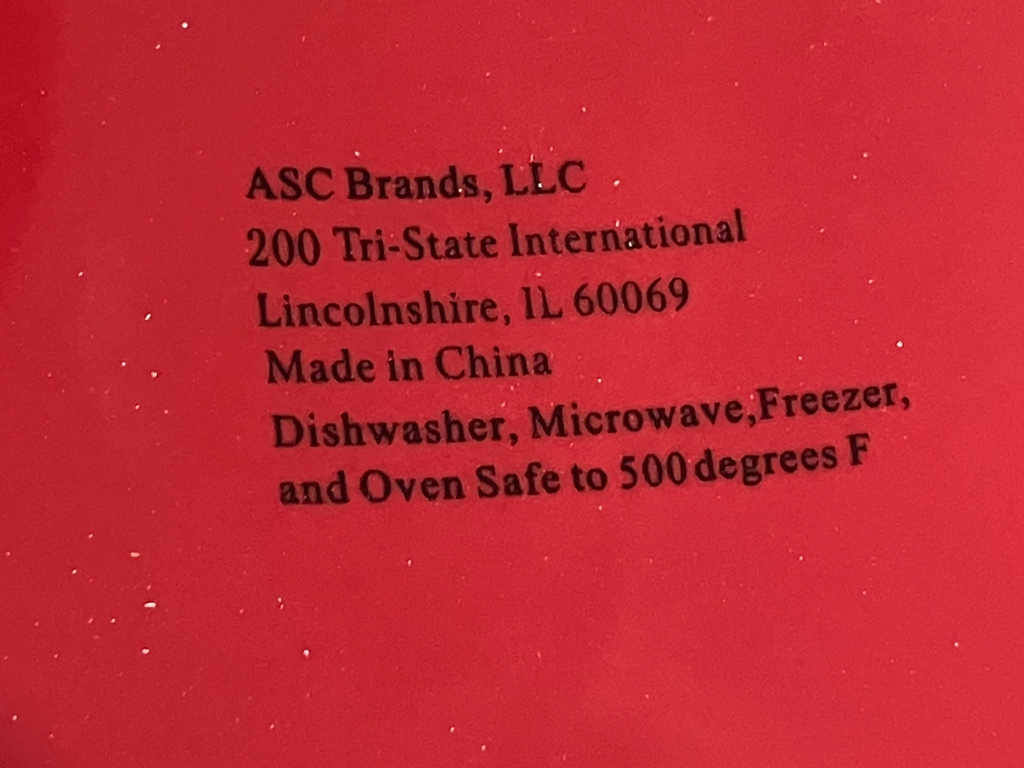 ASC Brands, LLC
200 Tri-State International
Lincolnshire, IL 60069
Made in China
Dishwasher, Microwave,Freezer,
and Oven Safe to 500 degrees F